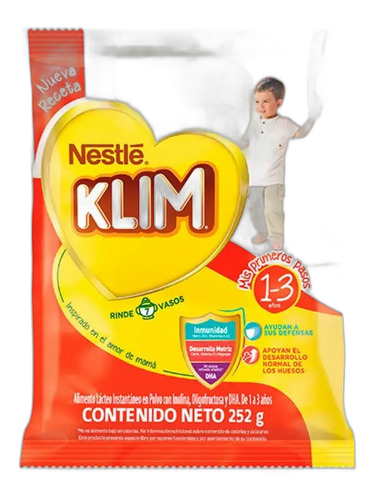 Nueva
Receta
Nestlé®
KLIM®
Mis primeros pasos
1-3
años
RINDE 7 VASOS
Inspirado en el amor de mamá
Inmunidad
Desarrollo Motriz
DHA
AYUDAN A
SUS DEFENSAS
APOYAN EL
DESARROLLO
NORMAL DE
LOS HUESOS
Alimento Lácteo Instantáneo en Polvo con Inulina, Oligofructosa y DHA. De 1 a 3 años
CONTENIDO NETO 252 g